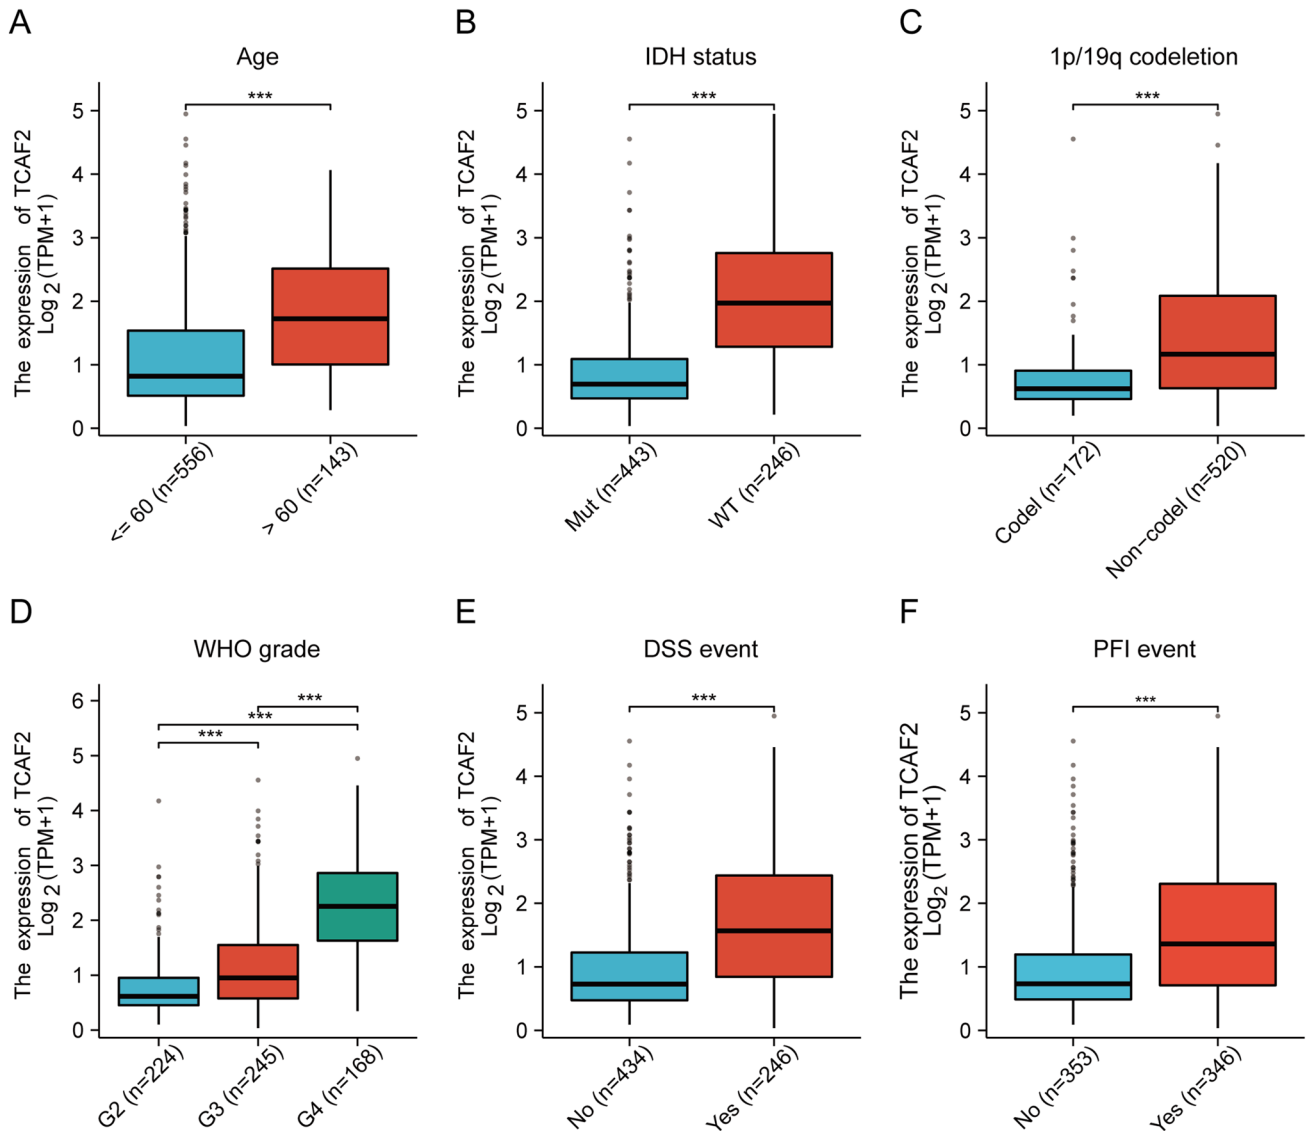 A
Age
The expression of TCAF2
Log 2 (TPM+1)
5
4
3
2
1
0
***
<= 60 (n=556)
> 60 (n=143)
B
IDH status
The expression of TCAF2
Log 2 (TPM+1)
5
4
3
2
1
0
***
Mut (n=443)
WT (n=246)
C
1p/19q codeletion
The expression of TCAF2
Log 2 (TPM+1)
5
4
3
2
1
0
***
Codel (n=172)
Non−codel (n=520)
D
WHO grade
The expression of TCAF2
Log 2 (TPM+1)
6
5
4
3
2
1
0
***
***
***
G2 (n=224)
G3 (n=245)
G4 (n=168)
E
DSS event
The expression of TCAF2
Log 2 (TPM+1)
5
4
3
2
1
0
***
No (n=434)
Yes (n=246)
F
PFI event
The expression of TCAF2
Log2 (TPM+1)
5
4
3
2
1
0
***
No (n=353)
Yes (n=346)